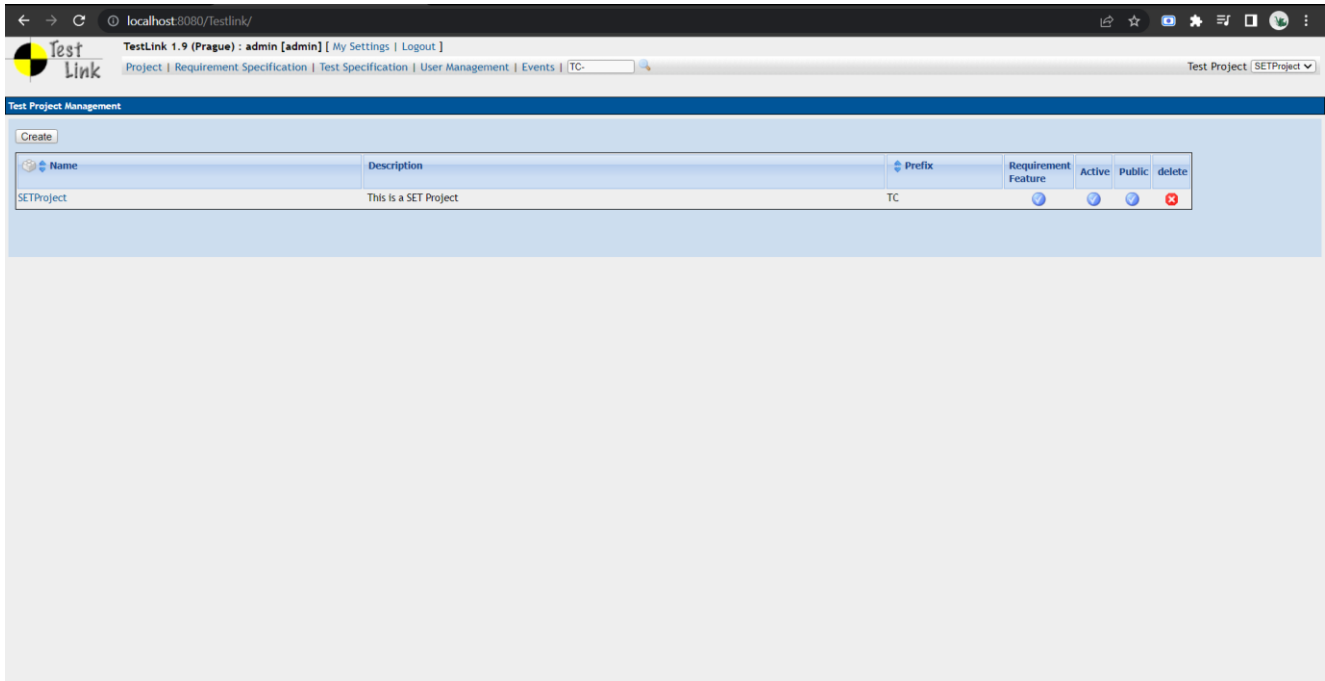 localhost:8080/Testlink/
Test Link
TestLink 1.9 (Prague) : admin [admin] [ My Settings | Logout ]
Project | Requirement Specification | Test Specification | User Management | Events | TC-
Test Project SETProject
Test Project Management
Create
Name Description Prefix Requirement Feature Active Public delete
SETProject This is a SET Project TC